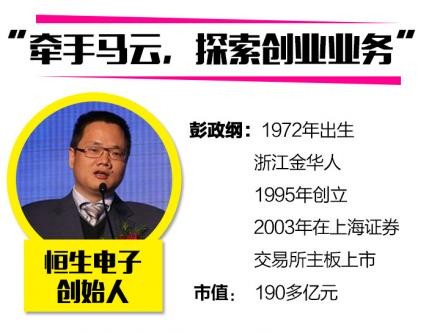 “牵手马云，探索创业业务”
彭政纲：1972年出生
浙江金华人
1995年创立
2003年在上海证券
交易所主板上市
市值：190多亿元
恒生电子
创始人